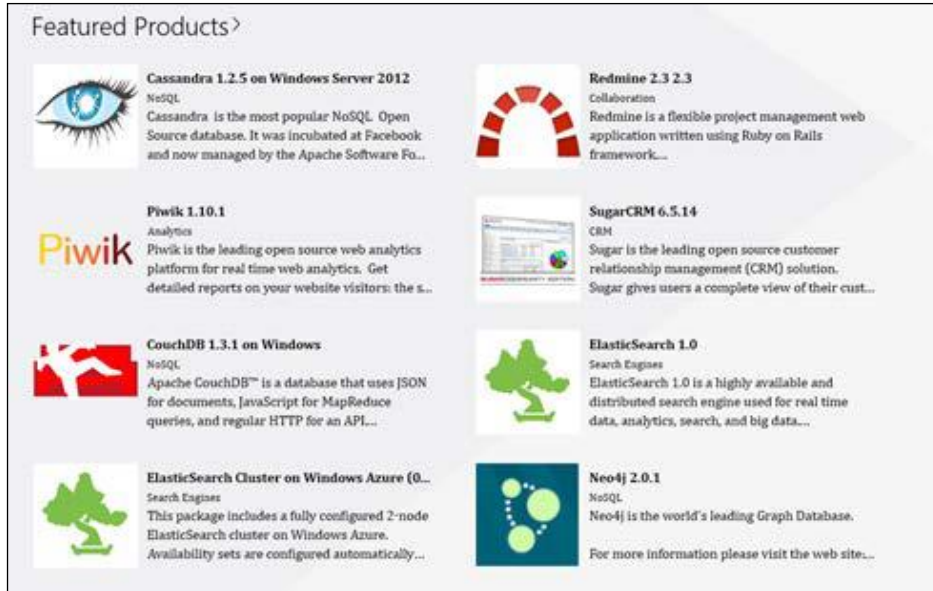 Featured Products>
Cassandra 1.2.5 on Windows Server 2012
NoSQL
Cassandra is the most popular NoSQL Open
Source database. It was incubated at Facebook
and now managed by the Apache Software Fo...
Redmine 2.3 2.3
Collaboration
Redmine is a flexible project management web
application written using Ruby on Rails
framework....
Piwik
Piwik 1.10.1
Analytics
Piwik is the leading open source web analytics
platform for real time web analytics. Get
detailed reports on your website visitors: the s...
SugarCRM 6.5.14
CRM
Sugar is the leading open source customer
relationship management (CRM) solution.
Sugar gives users a complete view of their cust...
CouchDB 1.3.1 on Windows
NoSQL
Apache CouchDB™ is a database that uses JSON
for documents, JavaScript for MapReduce
queries, and regular HTTP for an API....
ElasticSearch 1.0
Search Engines
ElasticSearch 1.0 is a highly available and
distributed search engine used for real time
data, analytics, search, and big data....
ElasticSearch Cluster on Windows Azure (0...
Search Engines
This package includes a fully configured 2-node
ElasticSearch cluster on Windows Azure.
Availability sets are configured automatically...
Neo4j 2.0.1
NoSQL
Neo4j is the world's leading Graph Database.
For more information please visit the web site:...